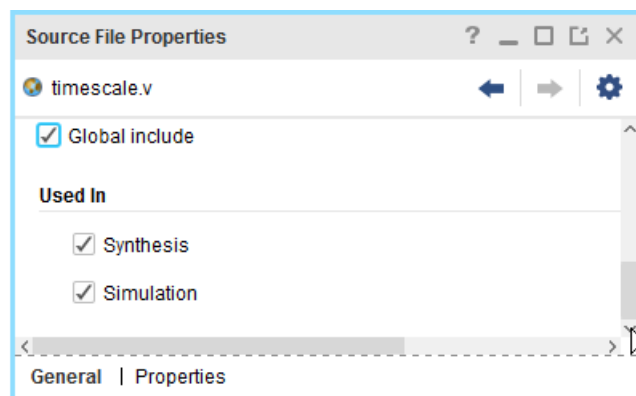 Source File Properties ?
timescale.v
Global include
Used In
Synthesis
Simulation
General | Properties